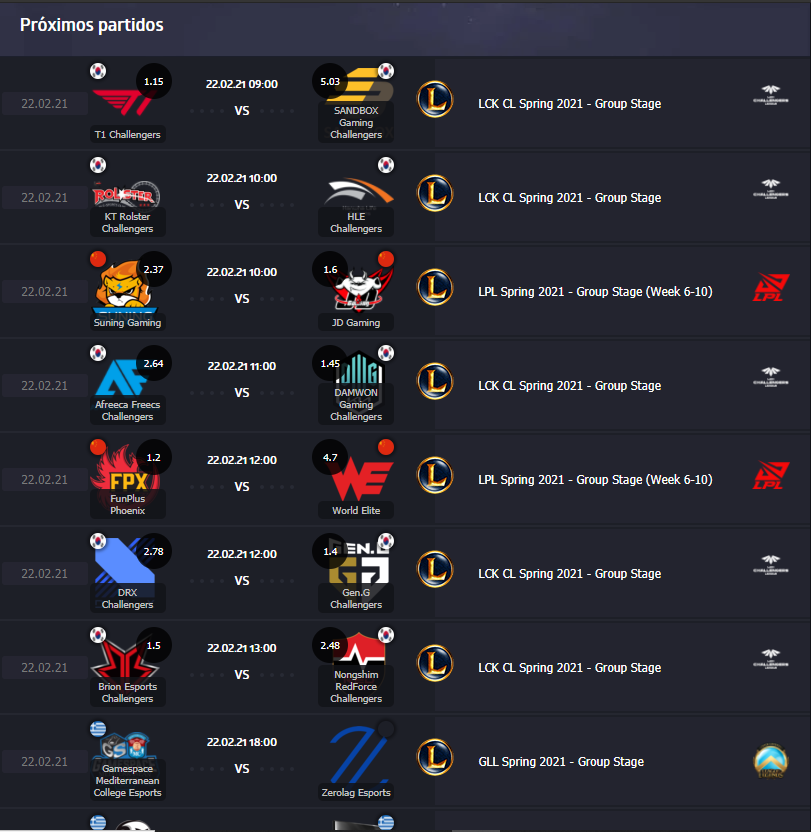 Próximos partidos
22.02.21
1.15
T1 Challengers
22.02.21 09:00
VS
5.03
SANDBOX
Gaming
Challengers
LCK CL Spring 2021 - Group Stage
22.02.21
ROLSTER
KT Rolster
Challengers
22.02.21 10:00
VS
HLE
Challengers
LCK CL Spring 2021 - Group Stage
22.02.21
2.37
Suning Gaming
22.02.21 10:00
VS
1.6
JD Gaming
LPL Spring 2021 - Group Stage (Week 6-10)
LPL
22.02.21
2.64
Afreeca Freecs
Challengers
22.02.21 11:00
VS
1.45
DAMWON
Gaming
Challengers
LCK CL Spring 2021 - Group Stage
22.02.21
1.2
FPX
FunPlus
Phoenix
22.02.21 12:00
VS
4.7
World Elite
LPL Spring 2021 - Group Stage (Week 6-10)
LPL
22.02.21
2.78
DRX
Challengers
22.02.21 12:00
VS
1.4
GEN.G
Gen.G
Challengers
LCK CL Spring 2021 - Group Stage
22.02.21
1.5
Brion Esports
Challengers
22.02.21 13:00
VS
2.48
Nongshim
RedForce
Challengers
LCK CL Spring 2021 - Group Stage
22.02.21
GS
Gamespace
Mediterranean
College Esports
22.02.21 18:00
VS
Zerolag Esports
GLL Spring 2021 - Group Stage